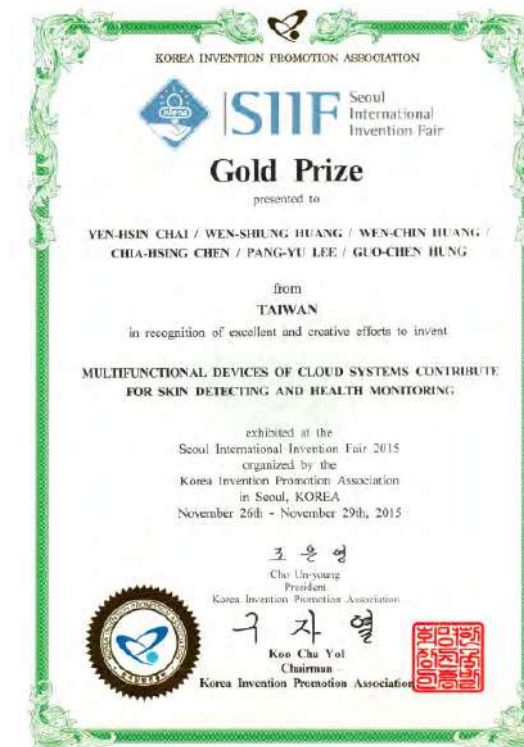 KOREA INVENTION PROMOTION ASSOCIATION
SIIF
Seoul
International
Invention Fair
Gold Prize
presented to
YEN-HSIN CHAI / WEN-SHIUNG HUANG / WEN-CHIN HUANG /
CHIA-HSING CHEN / PANG-YU LEE / GUO-CHEN HUNG
from
TAIWAN
in recognition of excellent and creative efforts to invent
MULTIFUNCTIONAL DEVICES OF CLOUD SYSTEMS CONTRIBUTE
FOR SKIN DETECTING AND HEALTH MONITORING
exhibited at the
Seoul International Invention Fair 2015
organized by the
Korea Invention Promotion Association
in Seoul, KOREA
November 26th - November 29th, 2015
조은영
Cho Un-young
President
Korea Invention Promotion Association
구자열
Koo Cha Yol
Chairman
Korea Invention Promotion Association
KOREA INVENTION PROMOTION ASSOCIATION